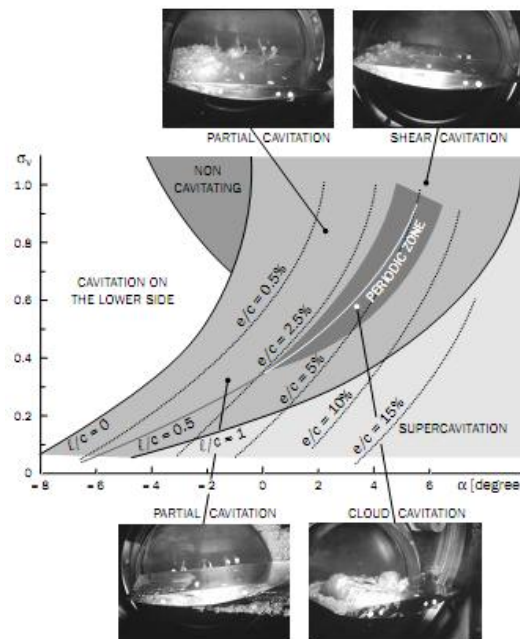 PARTIAL CAVITATION
SHEAR CAVITATION
σᵥ
1.0
0.8
0.6
0.4
0.2
0
NON
CAVITATING
CAVITATION ON
THE LOWER SIDE
PERIODIC ZONE
e/c = 0.5%
e/c = 2.5%
e/c = 5%
e/c = 10%
e/c = 15%
ℓ/c = 0
ℓ/c = 0.5
ℓ/c = 1
SUPERCAVITATION
-8
-6
-4
-2
0
2
4
6
α [degree
PARTIAL CAVITATION
CLOUD CAVITATION